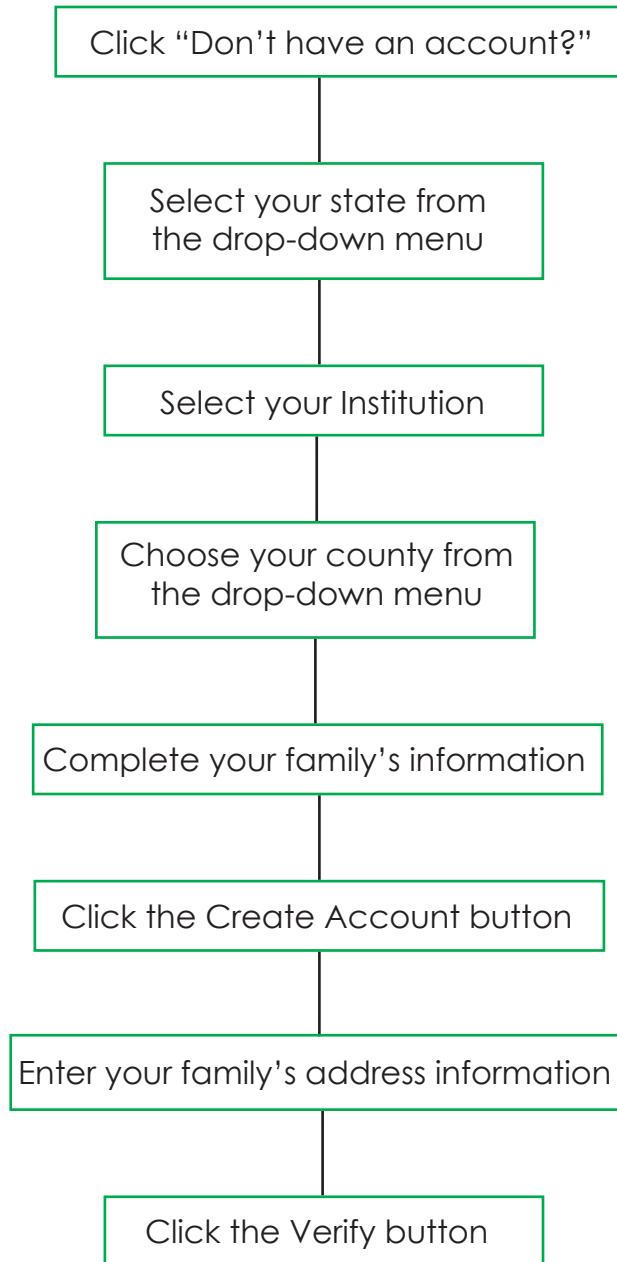 Click “Don’t have an account?”
Select your state from
the drop-down menu
Select your Institution
Choose your county from
the drop-down menu
Complete your family’s information
Click the Create Account button
Enter your family’s address information
Click the Verify button